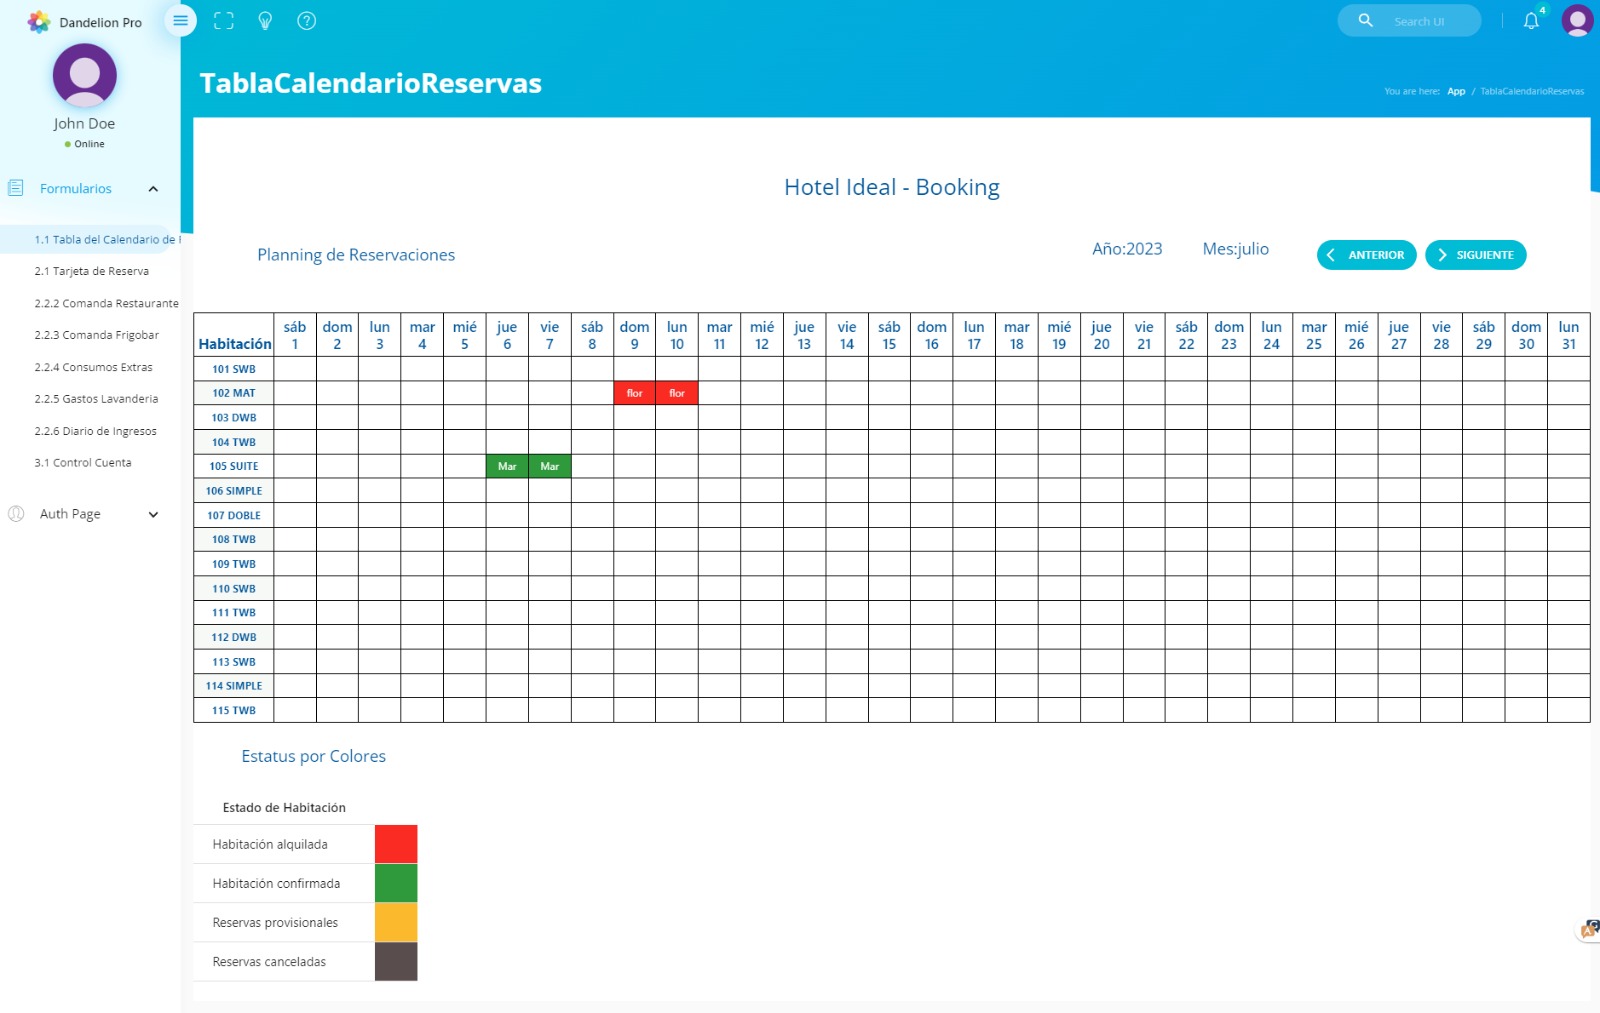 Dandelion Pro
Search UI
4
John Doe
Online
TablaCalendarioReservas
You are here: App / TablaCalendarioReservas
Formularios
1.1 Tabla del Calendario de
2.1 Tarjeta de Reserva
2.2.2 Comanda Restaurante
2.2.3 Comanda Frigobar
2.2.4 Consumos Extras
2.2.5 Gastos Lavanderia
2.2.6 Diario de Ingresos
3.1 Control Cuenta
Auth Page
Hotel Ideal - Booking
Planning de Reservaciones
Año:2023 Mes:julio
ANTERIOR SIGUIENTE
sáb dom lun mar mié jue vie sáb dom lun mar mié jue vie sáb dom lun mar mié jue vie sáb dom lun mar mié jue vie sáb dom lun
Habitación 1 2 3 4 5 6 7 8 9 10 11 12 13 14 15 16 17 18 19 20 21 22 23 24 25 26 27 28 29 30 31
101 SWB
102 MAT flor flor
103 DWB
104 TWB
105 SUITE Mar Mar
106 SIMPLE
107 DOBLE
108 TWB
109 TWB
110 SWB
111 TWB
112 DWB
113 SWB
114 SIMPLE
115 TWB
Estatus por Colores
Estado de Habitación
Habitación alquilada
Habitación confirmada
Reservas provisionales
Reservas canceladas